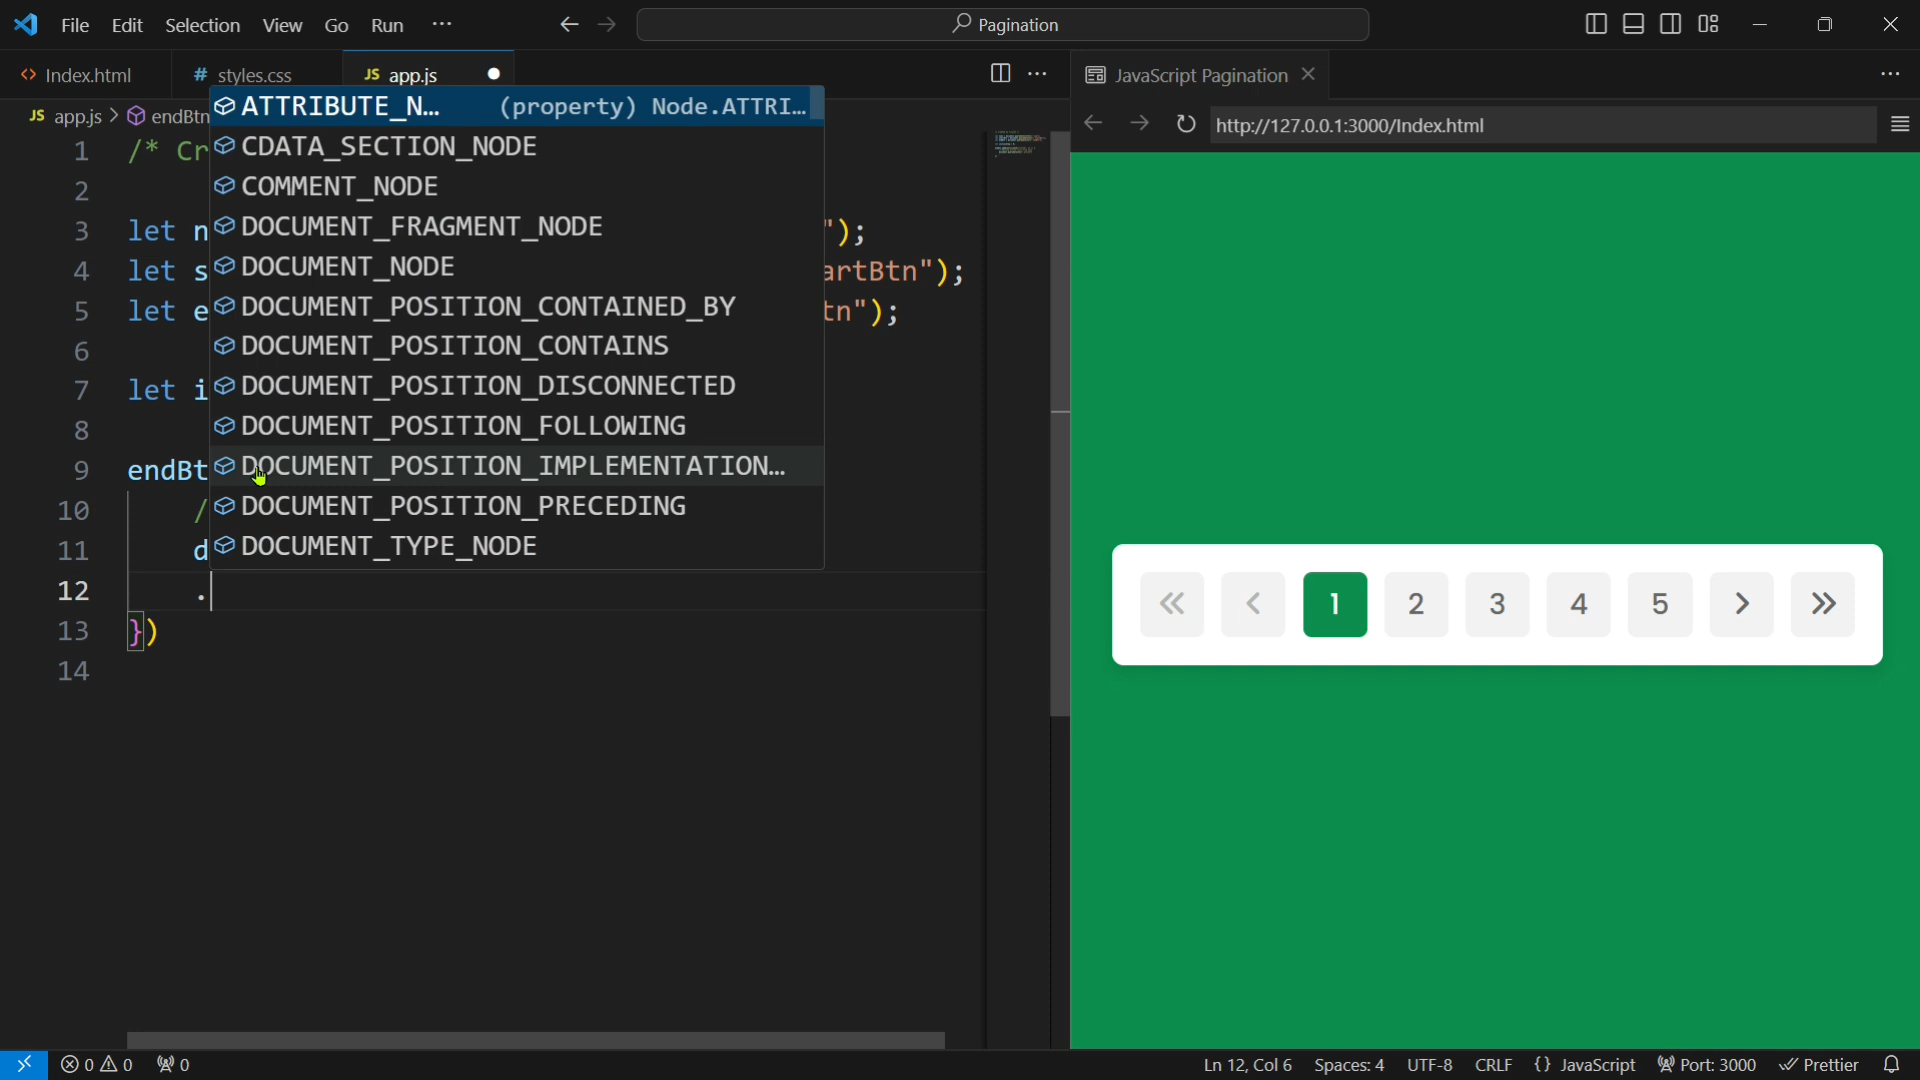 File Edit Selection View Go Run ···
Pagination
Index.html
# styles.css
JS app.js
JavaScript Pagination
JS app.js > endBtn
http://127.0.0.1:3000/Index.html
ATTRIBUTE_N… (property) Node.ATTRI…
CDATA_SECTION_NODE
COMMENT_NODE
DOCUMENT_FRAGMENT_NODE
DOCUMENT_NODE
DOCUMENT_POSITION_CONTAINED_BY
DOCUMENT_POSITION_CONTAINS
DOCUMENT_POSITION_DISCONNECTED
DOCUMENT_POSITION_FOLLOWING
DOCUMENT_POSITION_IMPLEMENTATION…
DOCUMENT_POSITION_PRECEDING
DOCUMENT_TYPE_NODE
1 /* Cr
2
3 let n ");
4 let s artBtn");
5 let e tn");
6
7 let i
8
9 endBt
10 /
11 d
12 .
13 })
14
« ‹ 1 2 3 4 5 › »
0 0 0 Ln 12, Col 6 Spaces: 4 UTF-8 CRLF {} JavaScript Port: 3000 Prettier